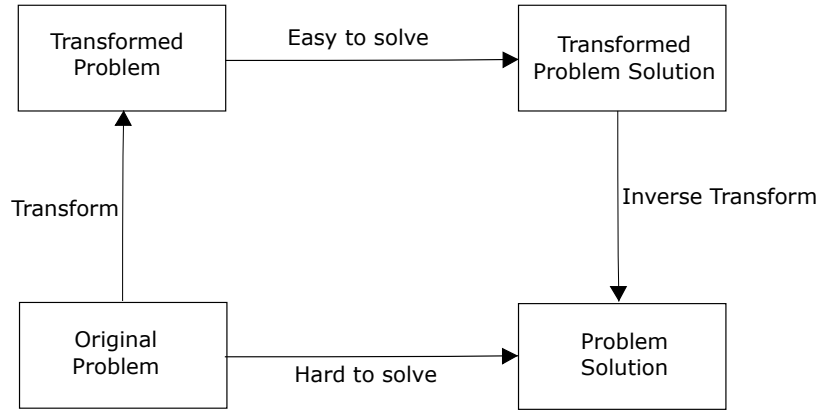 Transformed
Problem
Easy to solve
Transformed
Problem Solution
Transform
Inverse Transform
Original
Problem
Hard to solve
Problem
Solution